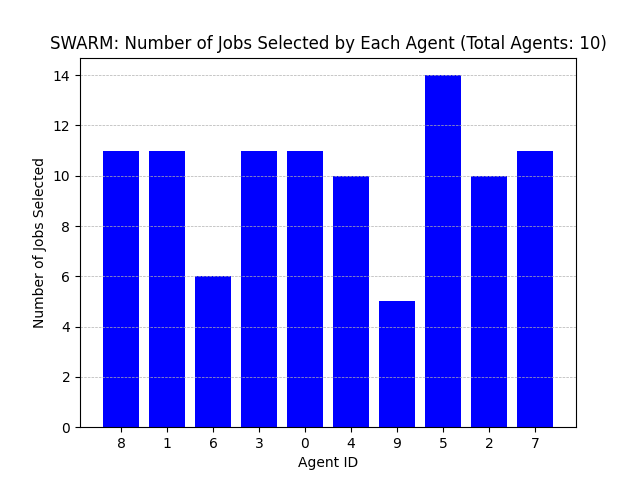 SWARM: Number of Jobs Selected by Each Agent (Total Agents: 10)
14
12
10
8
6
4
2
0
Number of Jobs Selected
8 1 6 3 0 4 9 5 2 7
Agent ID